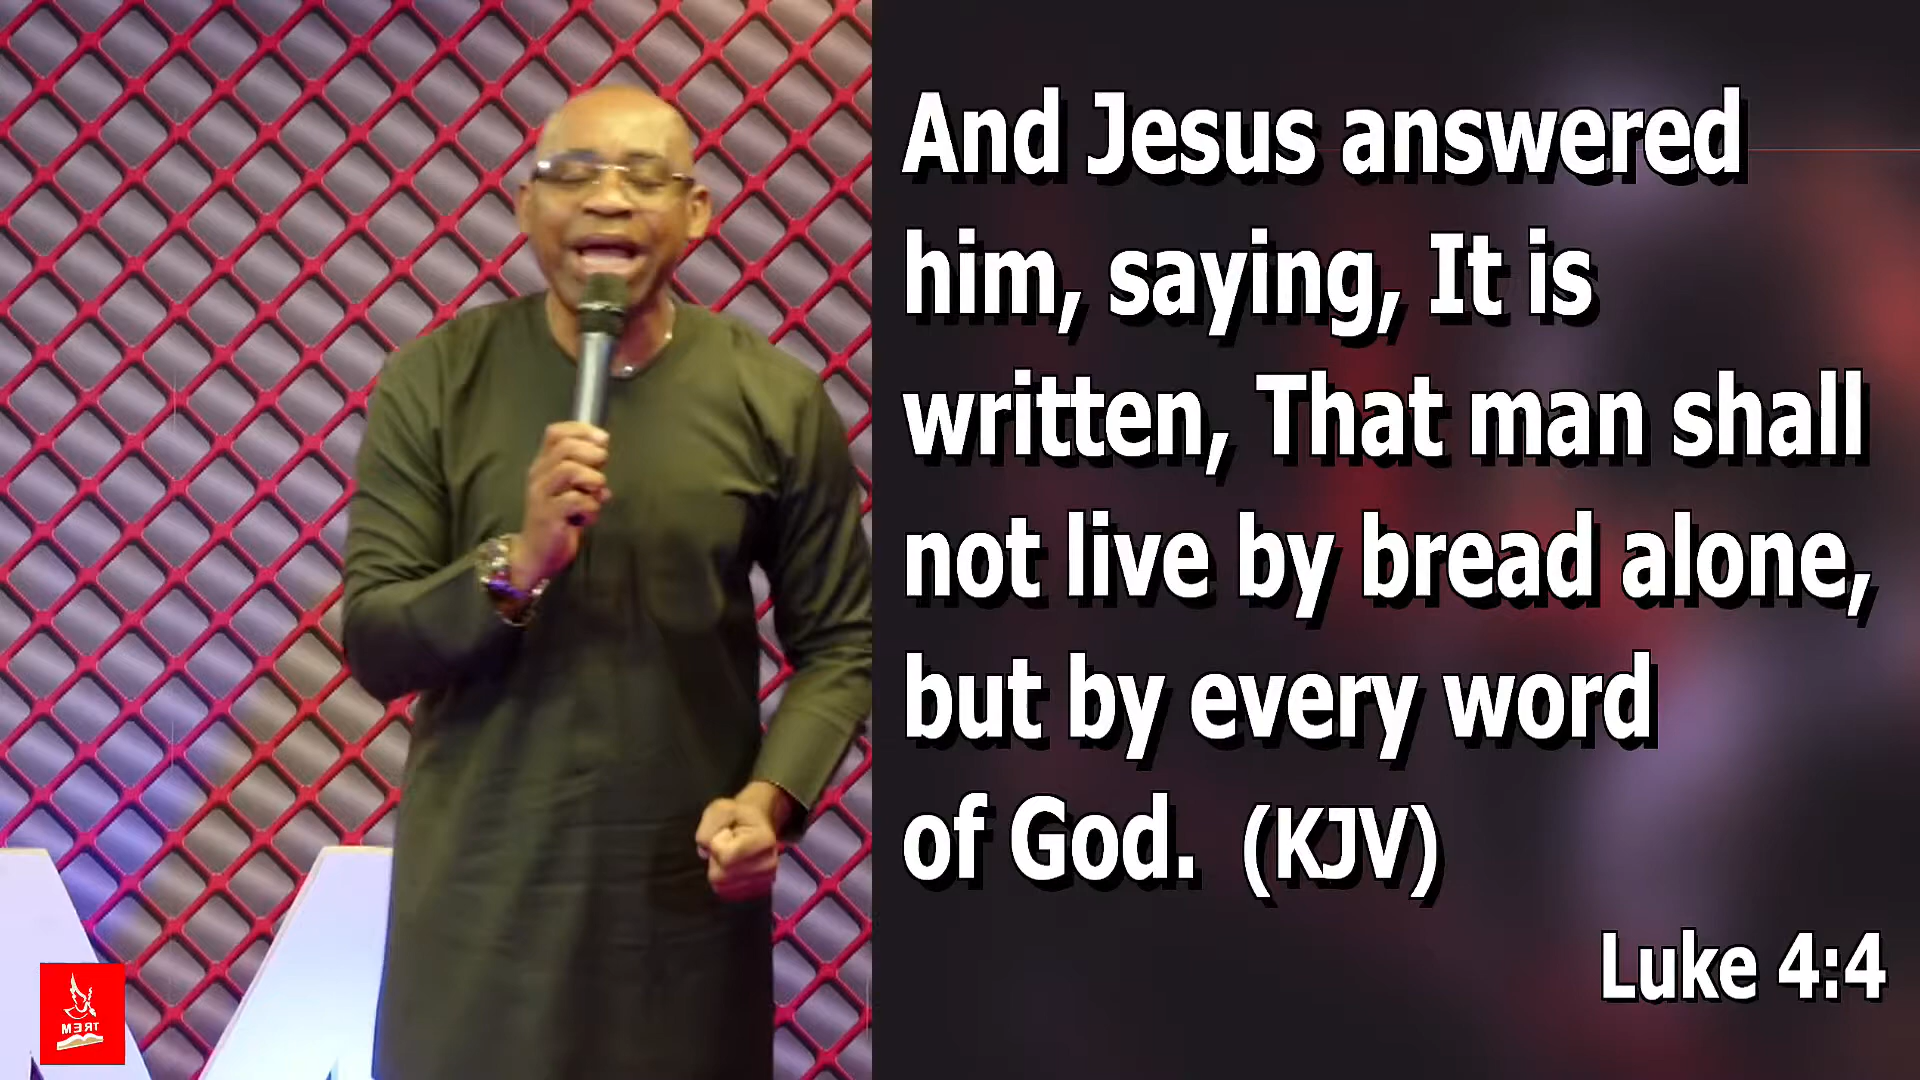 And Jesus answered
him, saying, It is
written, That man shall
not live by bread alone,
but by every word
of God. (KJV)
Luke 4:4
TREM
M